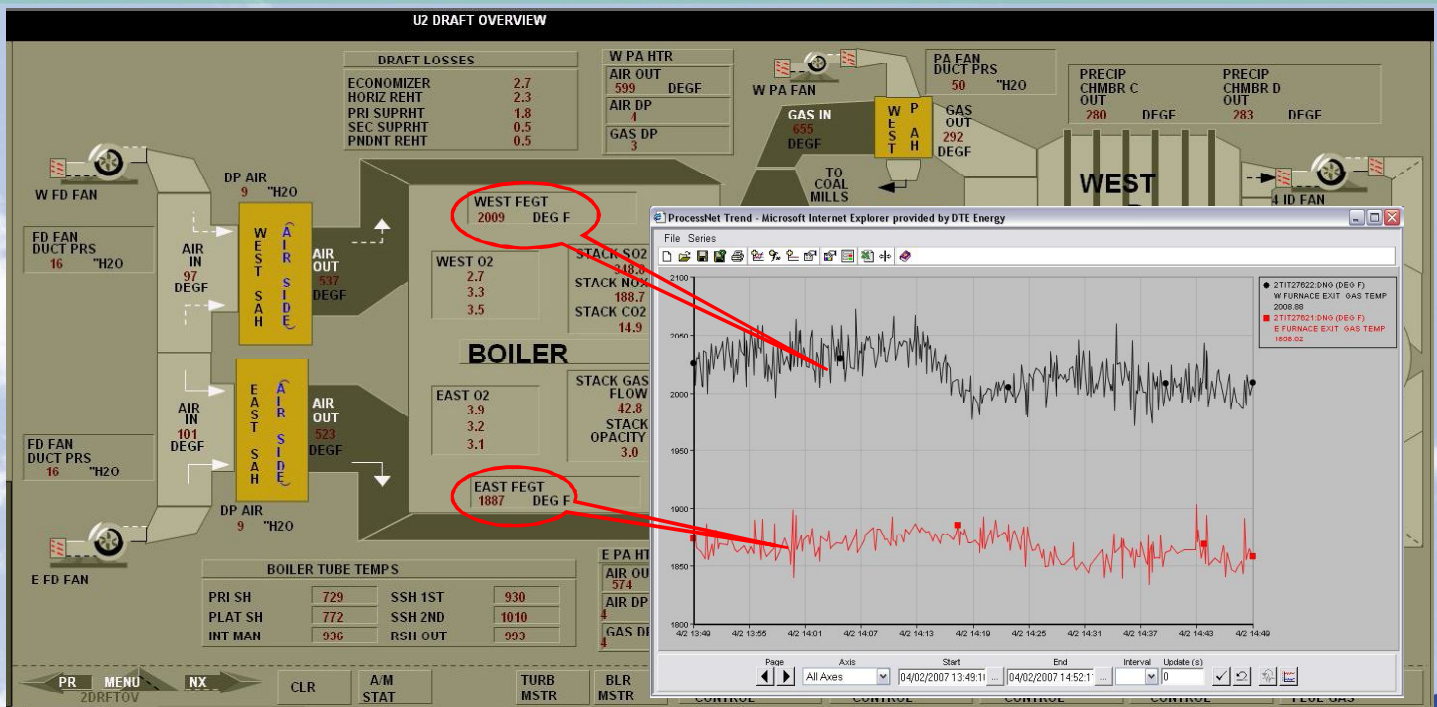 U2 DRAFT OVERVIEW
DRAFT LOSSES
ECONOMIZER 2.7
HORIZ REHT 2.3
PRI SUPRHT 1.8
SEC SUPRHT 0.5
PNDNT REHT 0.5
W PA HTR
AIR OUT
599 DEGF
AIR DP
4
GAS DP
3
W PA FAN
PA FAN
DUCT PRS
50 "H2O
PRECIP
CHMBR C
OUT
280 DEGF
PRECIP
CHMBR D
OUT
283 DEGF
GAS IN
655
DEGF
WEST
P AH
GAS
OUT
292
DEGF
TO
COAL
MILLS
WEST
4 ID FAN
W FD FAN
DP AIR
9 "H2O
FD FAN
DUCT PRS
16 "H2O
AIR
IN
97
DEGF
WEST SAH
(AIR SIDE)
AIR
OUT
537
DEGF
WEST FEGT
2009 DEG F
WEST O2
2.7
3.3
3.5
STACK SO2
STACK NOX
188.7
STACK CO2
14.9
BOILER
EAST O2
3.9
3.2
3.1
STACK GAS
FLOW
42.8
STACK
OPACITY
3.0
EAST FEGT
1887 DEG F
AIR
IN
101
DEGF
EAST SAH
(AIR SIDE)
AIR
OUT
523
DEGF
FD FAN
DUCT PRS
16 "H2O
DP AIR
9 "H2O
E FD FAN
BOILER TUBE TEMPS
PRI SH 729 SSH 1ST 930
PLAT SH 772 SSH 2ND 1010
INT MAN 936 RSH OUT 993
E PA HT
AIR OU
574
AIR DP
4
GAS D
4
PR MENU NX
2DRFTOV
CLR
A/M
STAT
TURB
MSTR
BLR
MSTR
CONTROL
CONTROL
CONTROL
CONTROL
FLUE GAS
ProcessNet Trend - Microsoft Internet Explorer provided by DTE Energy
File Series
2100
2050
2000
1950
1900
1850
1800
4/2 13:49 4/2 13:55 4/2 14:01 4/2 14:07 4/2 14:13 4/2 14:19 4/2 14:25 4/2 14:31 4/2 14:37 4/2 14:43 4/2 14:49
2TIT27622:DNG (DEG F)
W FURNACE EXIT GAS TEMP
2008.88
2TIT27621:DNG (DEG F)
E FURNACE EXIT GAS TEMP
Page Axis Start End Interval Update (s)
All Axes 04/02/2007 13:49:1 ... 04/02/2007 14:52:1 ... 0